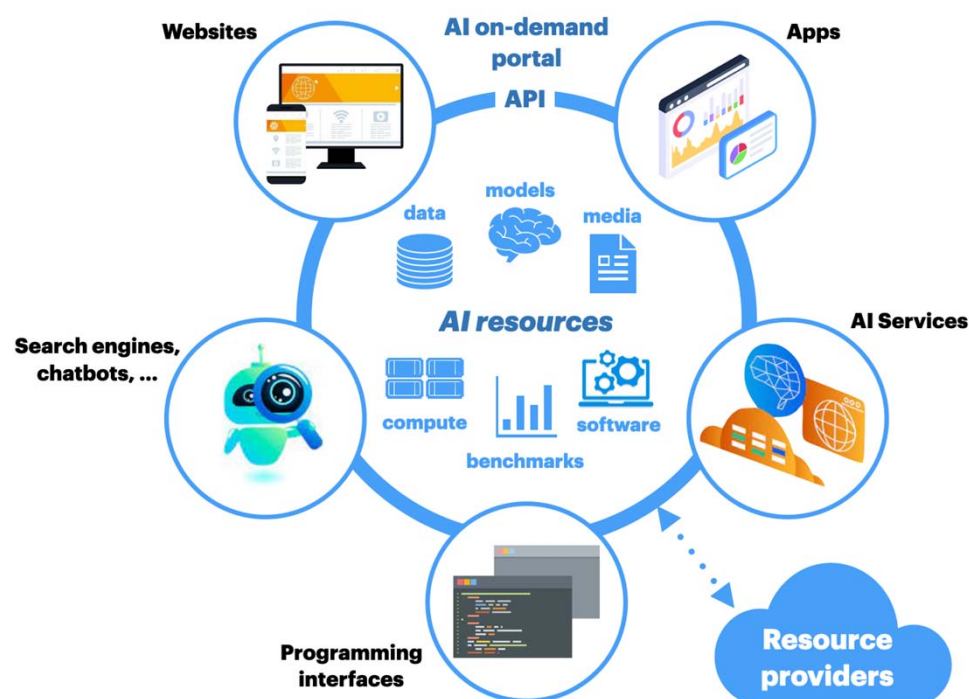 Websites
AI on-demand
portal
API
Apps
data
models
media
AI resources
Search engines,
chatbots, ...
AI Services
compute
benchmarks
software
Programming
interfaces
Resource
providers